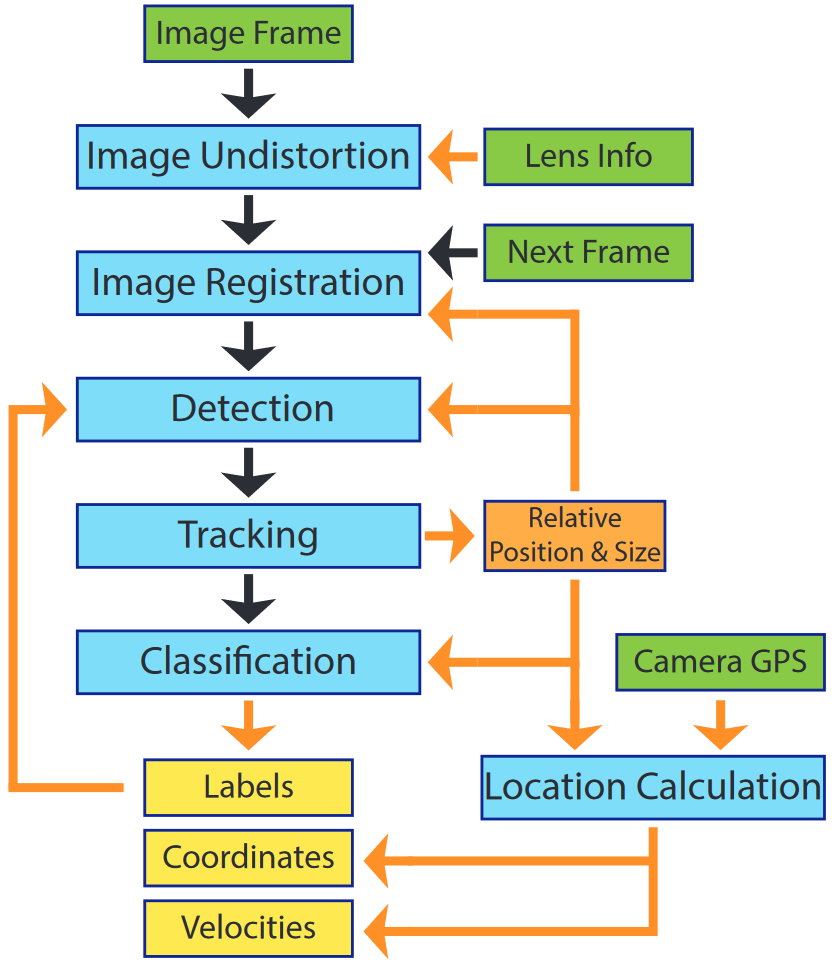 Image Frame
Image Undistortion
Lens Info
Next Frame
Image Registration
Detection
Tracking
Relative
Position & Size
Classification
Camera GPS
Labels
Location Calculation
Coordinates
Velocities